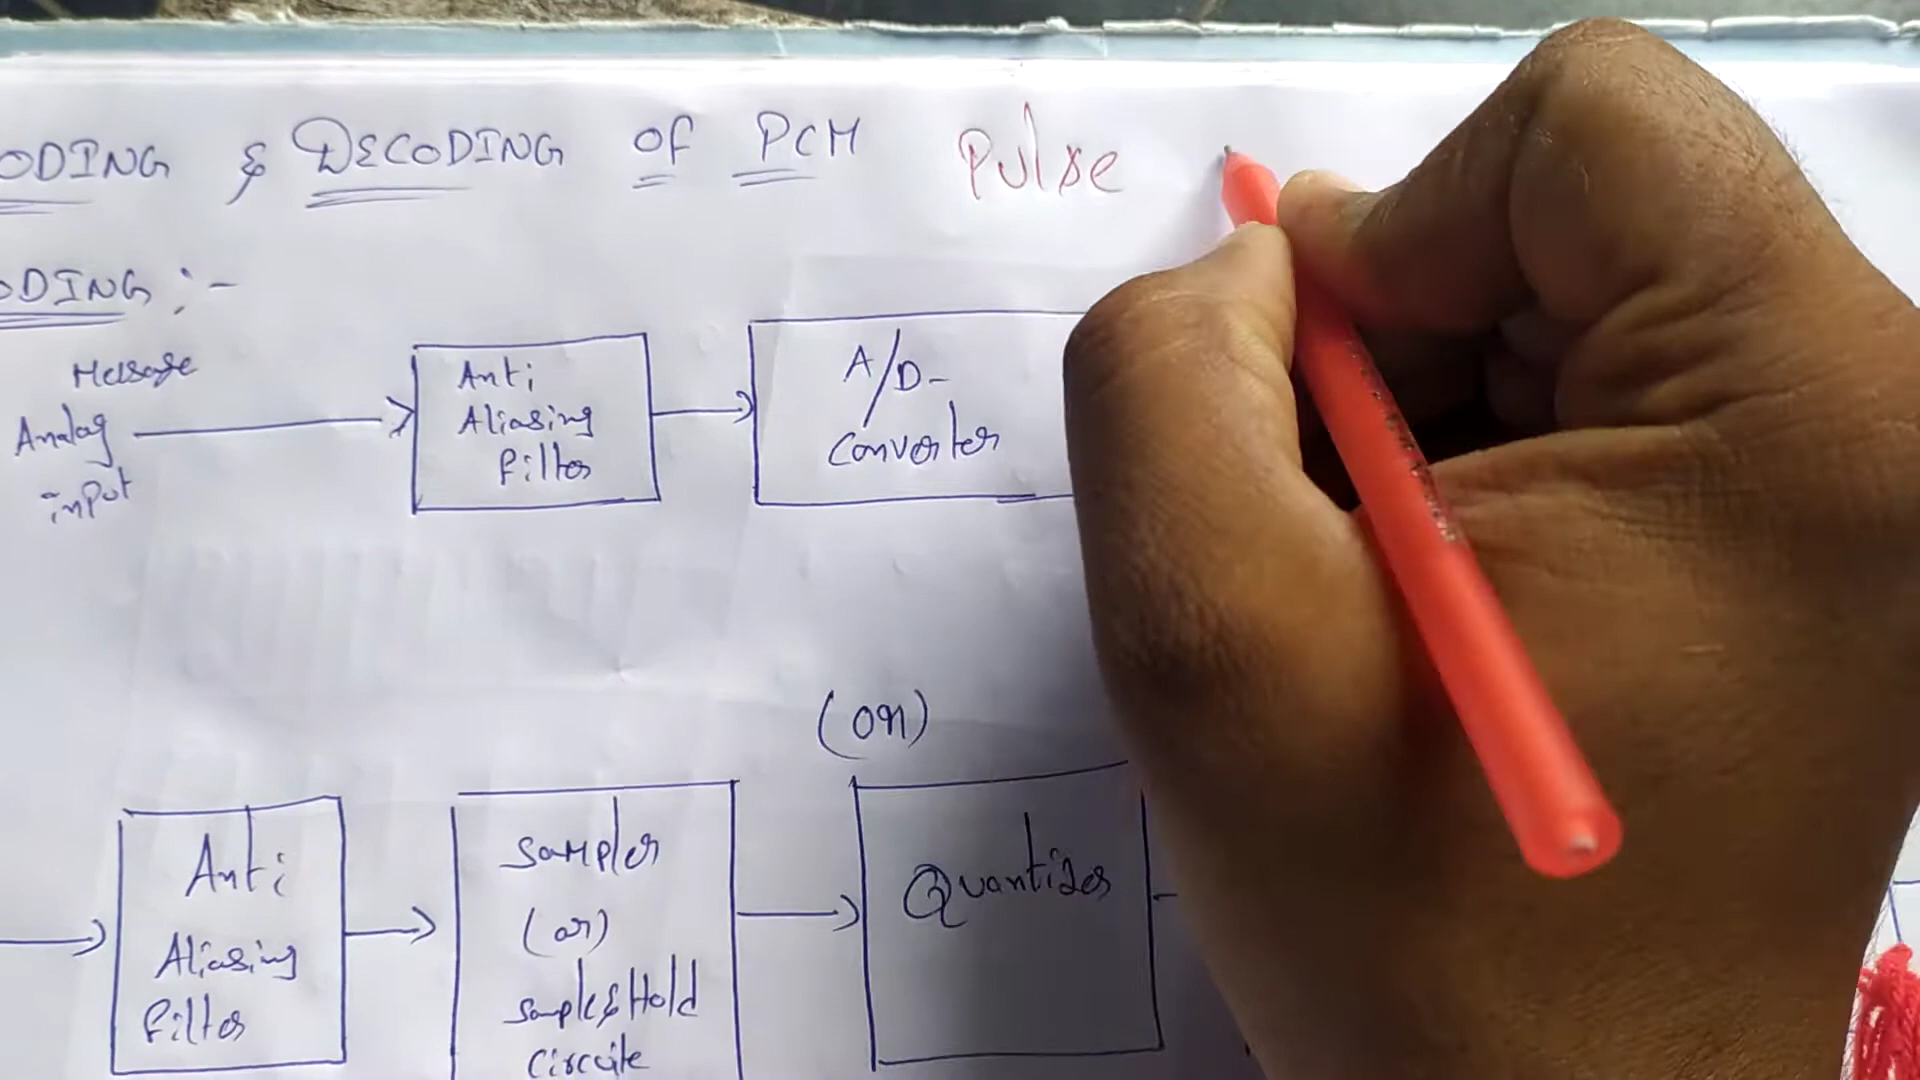 ODING & DECODING OF PCM Pulse
ODING :-
Message
Analog
input
Anti
Aliasing
Filter
A/D-
Converter
(or)
Anti
Aliasing
Filter
Sampler
(or)
Sample & Hold
Circuite
Quantizer